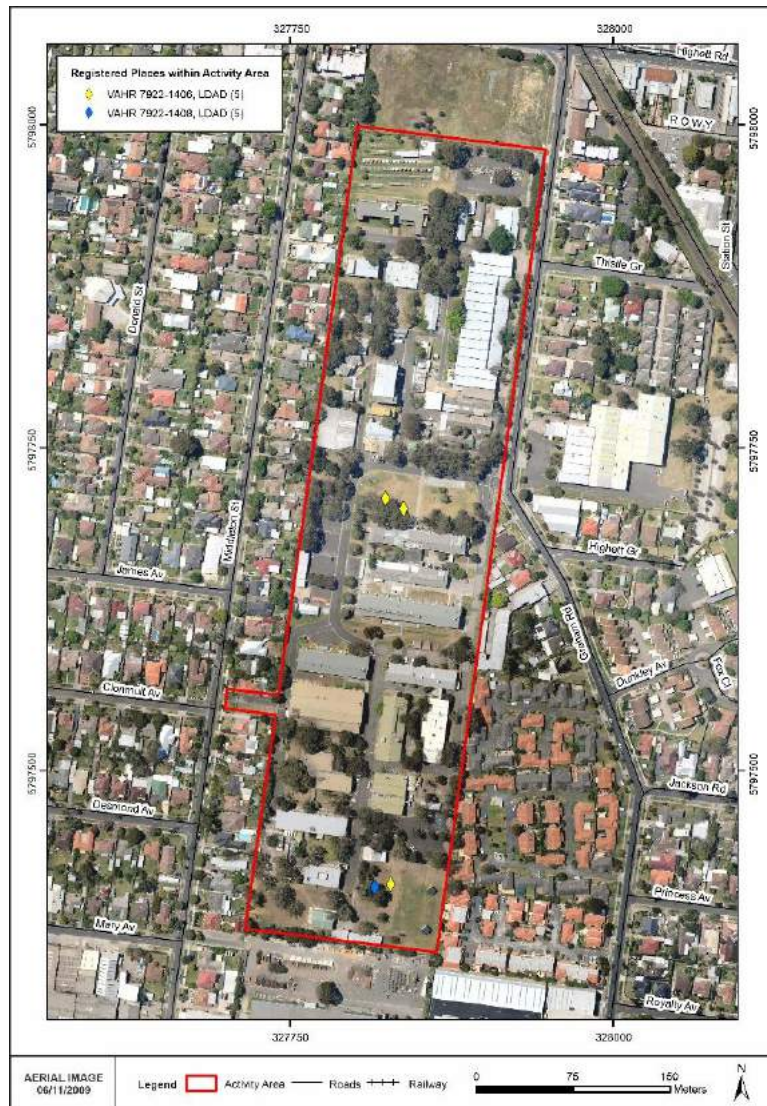 327750
328000
Registered Places within Activity Area
VAHR 7922-1406, LDAD (5)
VAHR 7922-1408, LDAD (5)
Highett Rd
R O W Y
5798000
5798000
Station St
Thistle Gr
Donald St
5797750
5797750
Middleton St
Highett Gr
James Av
Graham Rd
Dunkley Av
Fox Ct
Clonmult Av
5797500
5797500
Jackson Rd
Desmond Av
Princess Av
Mary Av
Royalty Av
327750
328000
AERIAL IMAGE
06/11/2009
Legend
Activity Area
Roads
Railway
0
75
150
Meters
N